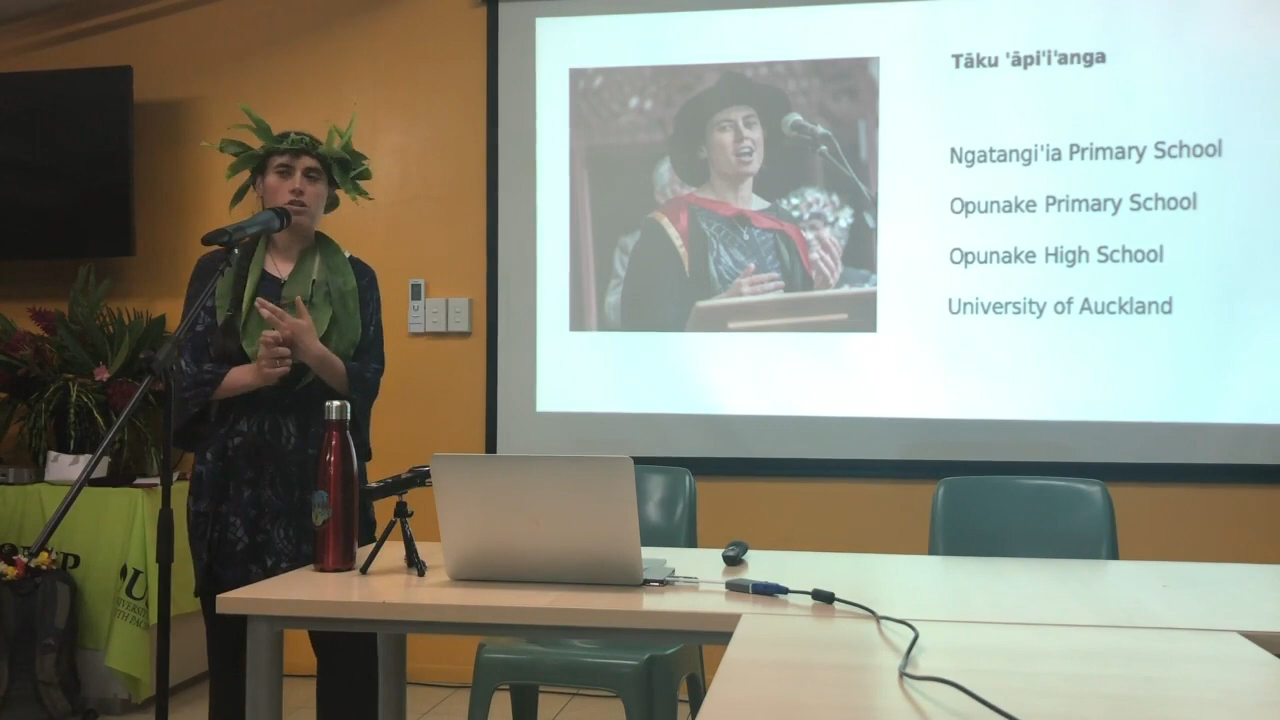 Tāku 'āpi'i'anga
Ngatangi'ia Primary School
Opunake Primary School
Opunake High School
University of Auckland